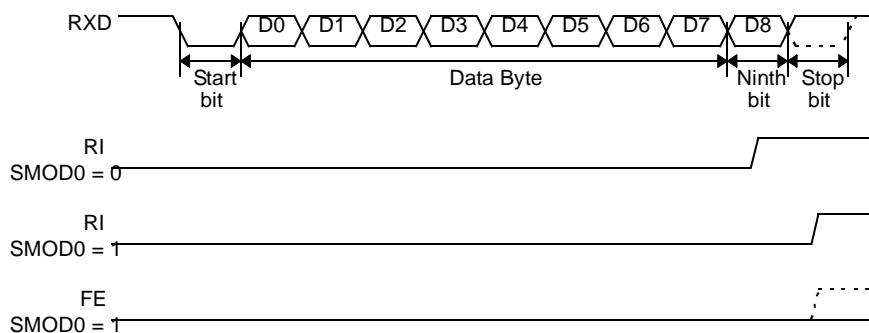 RXD D0 D1 D2 D3 D4 D5 D6 D7 D8
Start bit
Data Byte
Ninth bit
Stop bit
RI
SMOD0 = 0
RI
SMOD0 = 1
FE
SMOD0 = 1